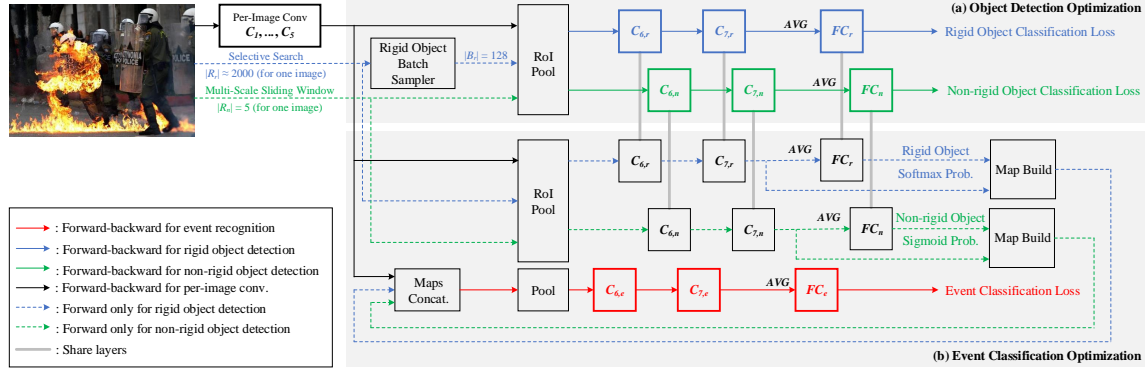 Per-Image Conv
C1, ..., C5
(a) Object Detection Optimization
Selective Search
|Rr| ≈ 2000 (for one image)
Multi-Scale Sliding Window
|Rn| = 5 (for one image)
Rigid Object
Batch
Sampler
|Br| = 128
RoI
Pool
C6,r
C7,r
AVG
FCr
Rigid Object Classification Loss
C6,n
C7,n
AVG
FCn
Non-rigid Object Classification Loss
RoI
Pool
C6,r
C7,r
AVG
FCr
Rigid Object
Softmax Prob.
Map Build
C6,n
C7,n
AVG
FCn
Non-rigid Object
Sigmoid Prob.
Map Build
Maps
Concat.
Pool
C6,e
C7,e
AVG
FCe
Event Classification Loss
(b) Event Classification Optimization
: Forward-backward for event recognition
: Forward-backward for rigid object detection
: Forward-backward for non-rigid object detection
: Forward-backward for per-image conv.
: Forward only for rigid object detection
: Forward only for non-rigid object detection
: Share layers
POLICE